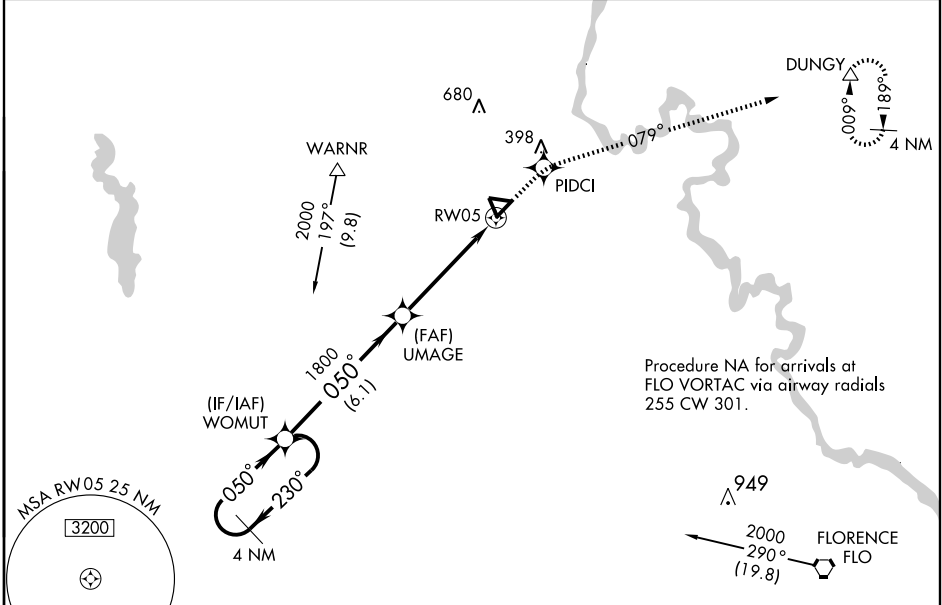 DUNGY
009°
189°
4 NM
680
398
079°
PIDCI
WARNR
2000
197°
(9.8)
RW05
(FAF)
UMAGE
1800
050°
(6.1)
Procedure NA for arrivals at
FLO VORTAC via airway radials
255 CW 301.
(IF/IAF)
WOMUT
050°
230°
4 NM
MSA RW05 25 NM
3200
949
2000
290°
(19.8)
FLORENCE
FLO